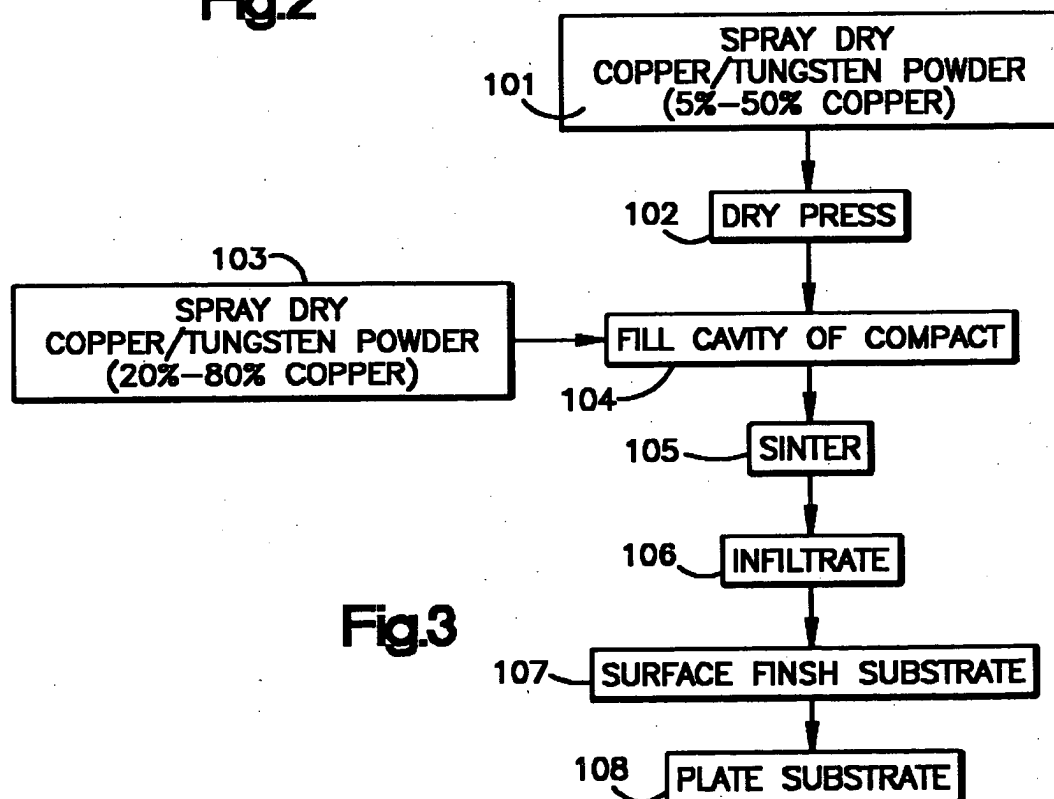 Fig.2
SPRAY DRY
COPPER/TUNGSTEN POWDER
(5%-50% COPPER)
101
102
DRY PRESS
103
SPRAY DRY
COPPER/TUNGSTEN POWDER
(20%-80% COPPER)
FILL CAVITY OF COMPACT
104
105
SINTER
106
INFILTRATE
Fig.3
107
SURFACE FINSH SUBSTRATE
108
PLATE SUBSTRATE